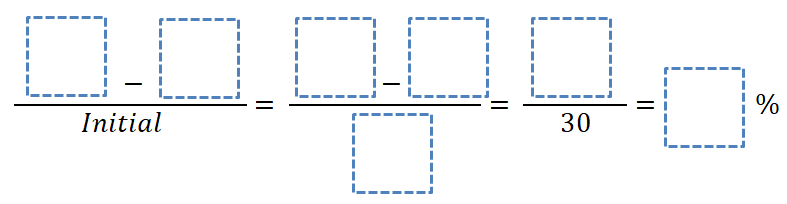 − −
Initial = = 30 = %